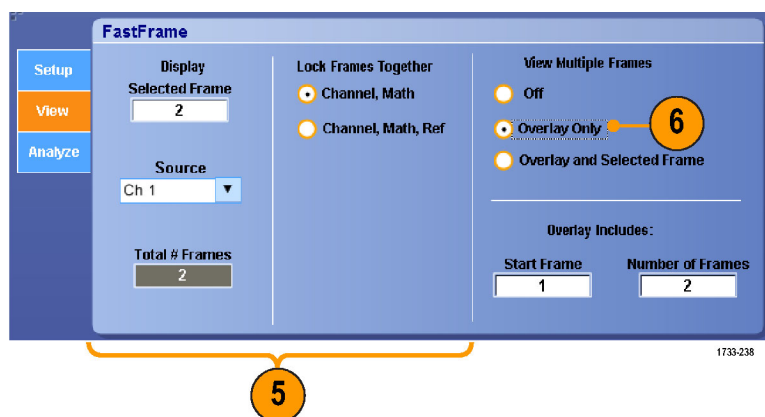 FastFrame
Setup
View
Analyze
Display
Selected Frame
2
Source
Ch 1
Total # Frames
2
Lock Frames Together
Channel, Math
Channel, Math, Ref
View Multiple Frames
Off
Overlay Only
6
Overlay and Selected Frame
Overlay Includes:
Start Frame
1
Number of Frames
2
1733-238
5